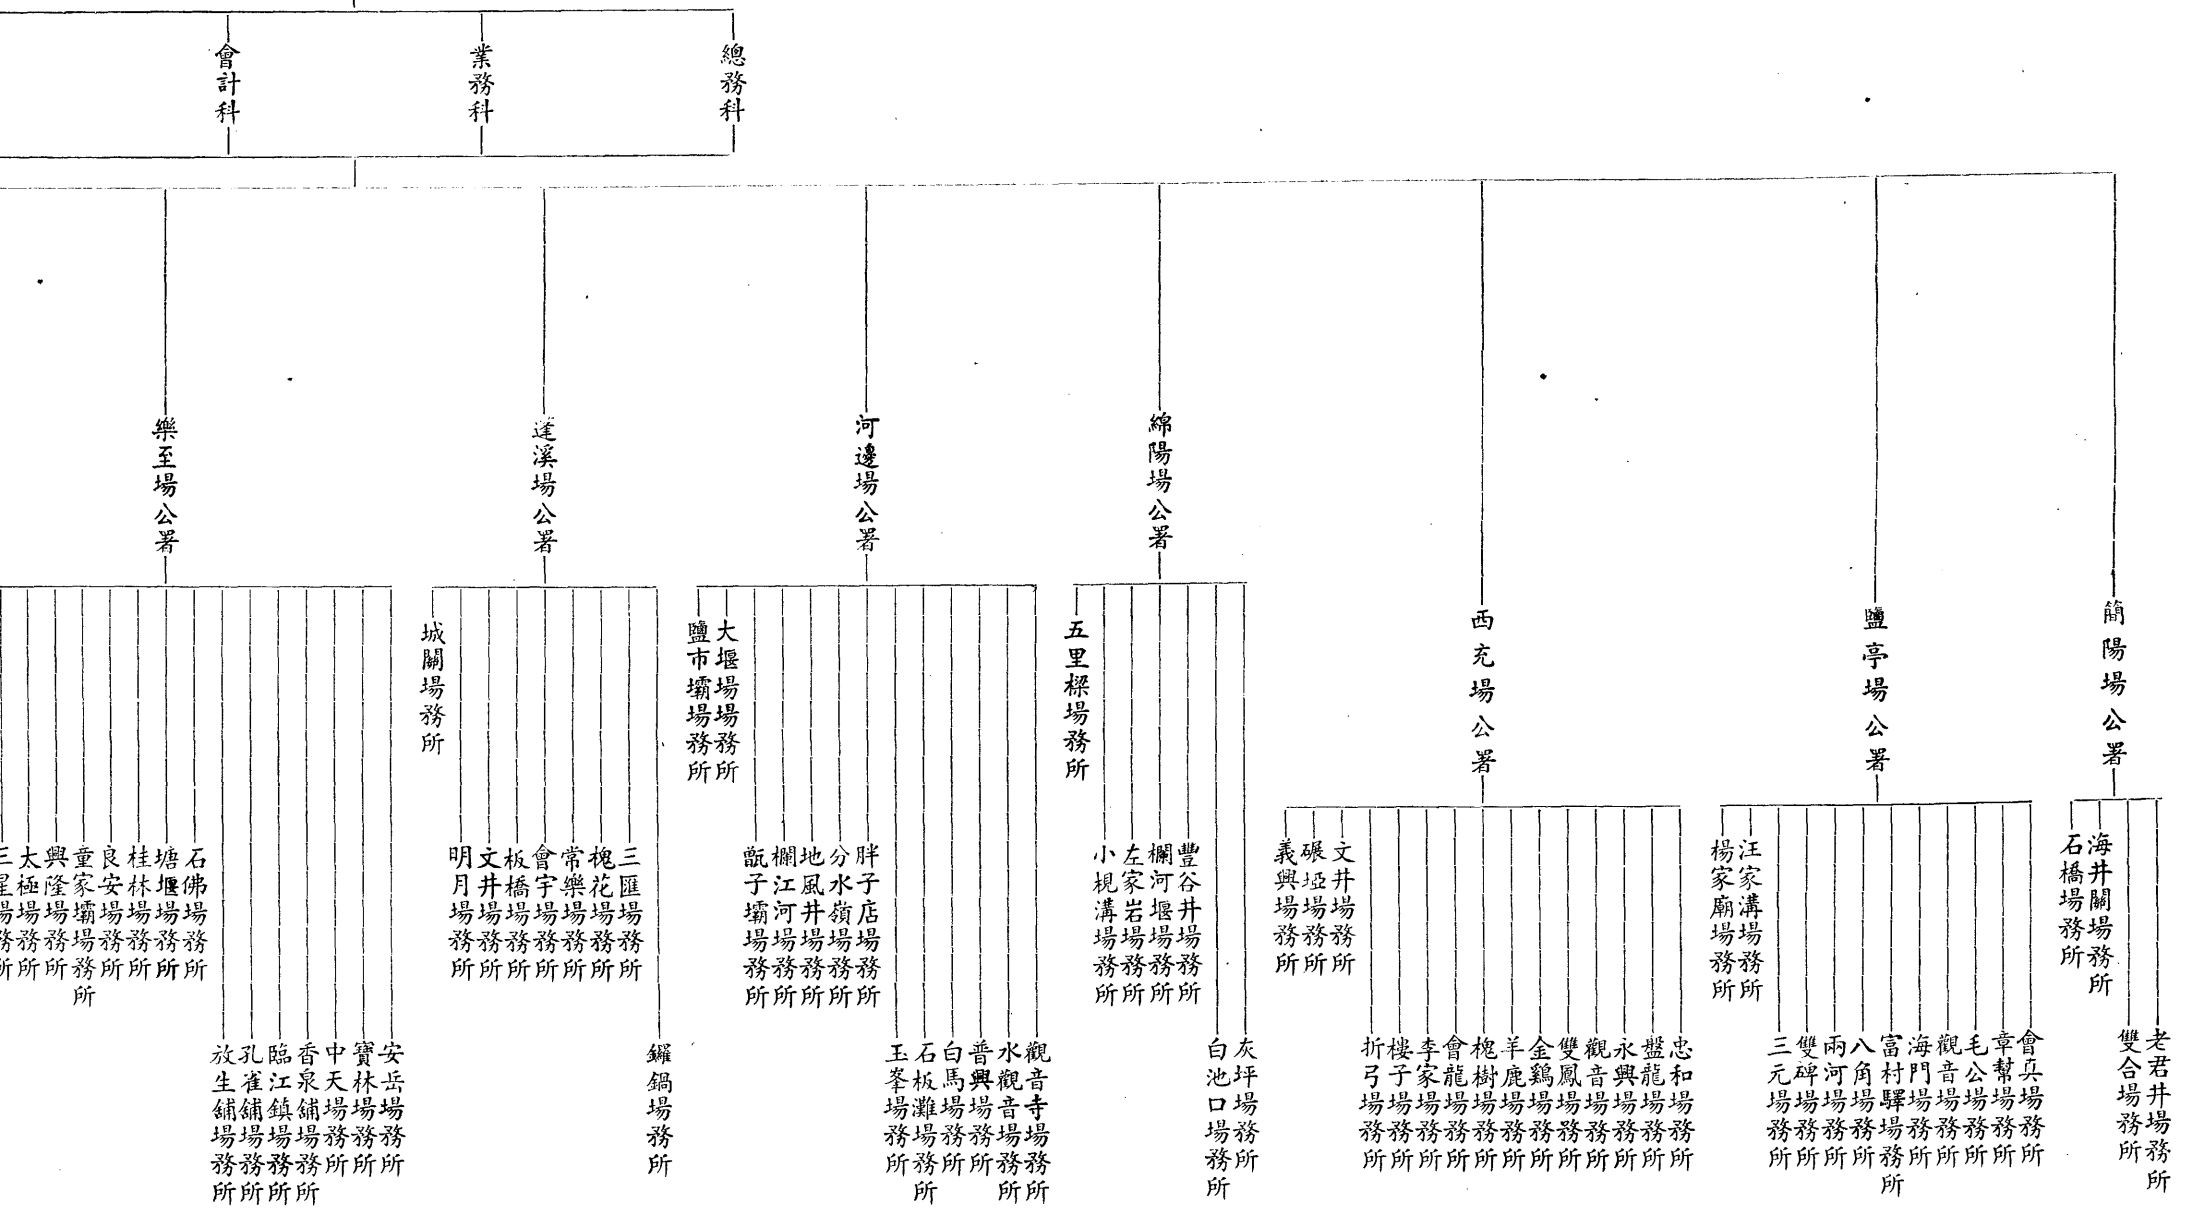 總務科
業務科
會計科
簡陽場公署
老君井場務所
雙合場務所
海井關場務所
石橋場務所
鹽亭場公署
會真場務所
章幫場務所
毛公場務所
觀音場務所
海門場務所
富村驛場務所
八角場務所
兩河場務所
雙碑場務所
三元場務所
汪家溝場務所
楊家廟場務所
西充場公署
忠和場務所
盤龍場務所
永興場務所
觀音場務所
雙鳳場務所
金鷄場務所
羊鹿場務所
槐樹場務所
會龍場務所
李家場務所
樓子場務所
折弓場務所
文井場務所
碾埡場務所
義興場務所
綿陽場公署
灰坪場務所
白池口場務所
豐谷井場務所
欄河堰場務所
左家岩場務所
小梘溝場務所
五里樑場務所
河邊場公署
觀音寺場務所
水觀音場務所
普興場務所
白馬場務所
石板灘場務所
玉峯場務所
胖子店場務所
分水嶺場務所
地風井場務所
欄江河場務所
甑子壩場務所
大堰場場務所
鹽市壩場務所
蓬溪場公署
鑼鍋場務所
三匯場務所
槐花場務所
常樂場務所
會宇場務所
板橋場務所
文井場務所
明月場務所
城關場務所
樂至場公署
安岳場務所
寶林場務所
中天場務所
香泉舖場務所
臨江鎮場務所
孔雀舖場務所
放生舖場務所
石佛場務所
塘堰場務所
桂林場務所
良安場務所
童家壩場務所
興隆場務所
太極場務所
三星場務所